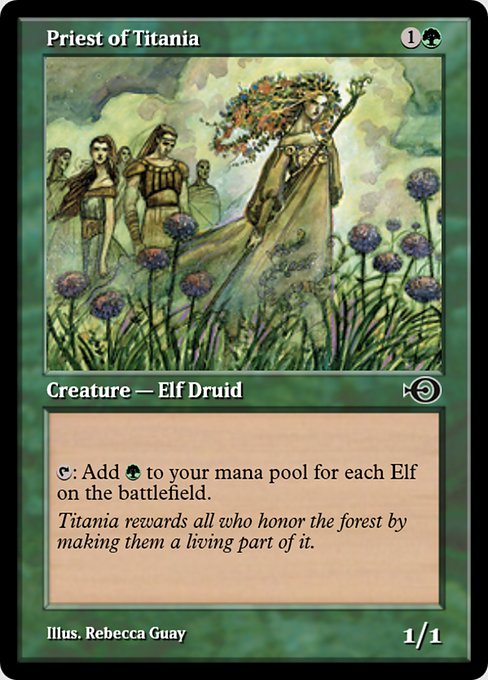 Priest of Titania 1
Creature — Elf Druid
: Add to your mana pool for each Elf
on the battlefield.
Titania rewards all who honor the forest by
making them a living part of it.
Illus. Rebecca Guay 1/1